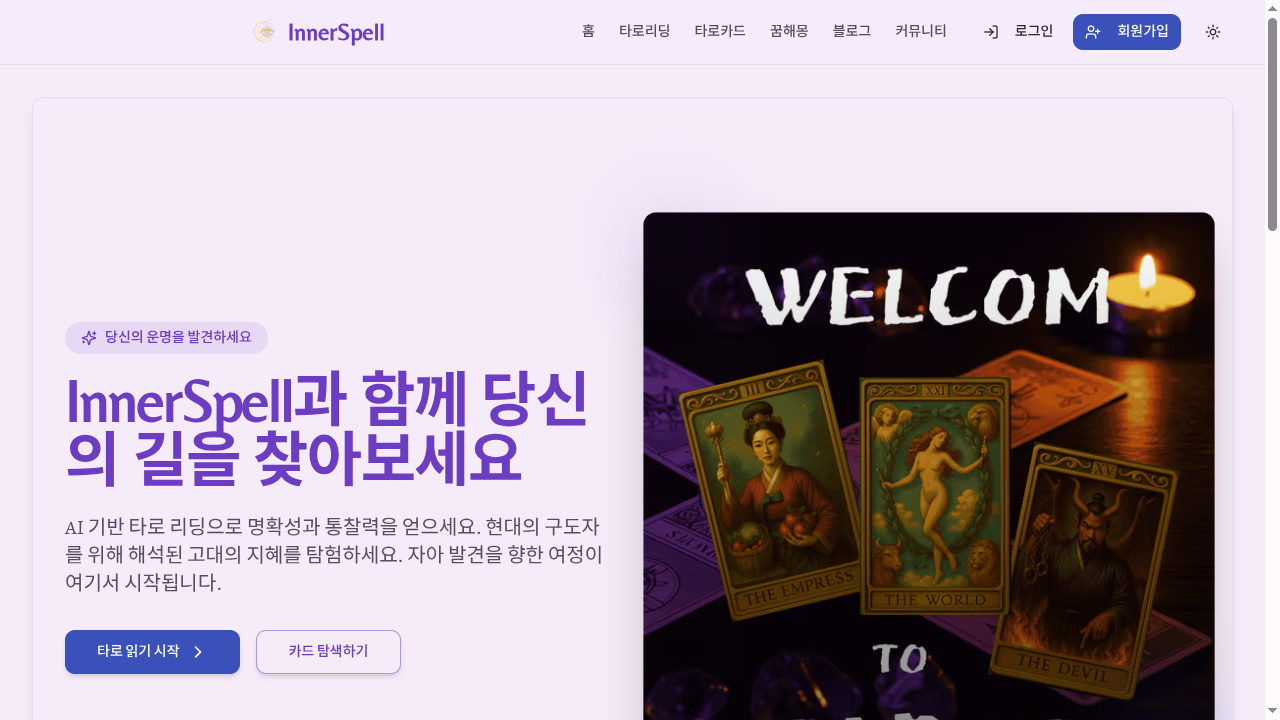 InnerSpell
홈
타로리딩
타로카드
꿈해몽
블로그
커뮤니티
로그인
회원가입
당신의 운명을 발견하세요
InnerSpell과 함께 당신
의 길을 찾아보세요
AI 기반 타로 리딩으로 명확성과 통찰력을 얻으세요. 현대의 구도자
를 위해 해석된 고대의 지혜를 탐험하세요. 자아 발견을 향한 여정이
여기서 시작됩니다.
타로 읽기 시작
카드 탐색하기
WELCOM
III
THE EMPRESS
XXI
THE WORLD
XV
THE DEVIL
TO